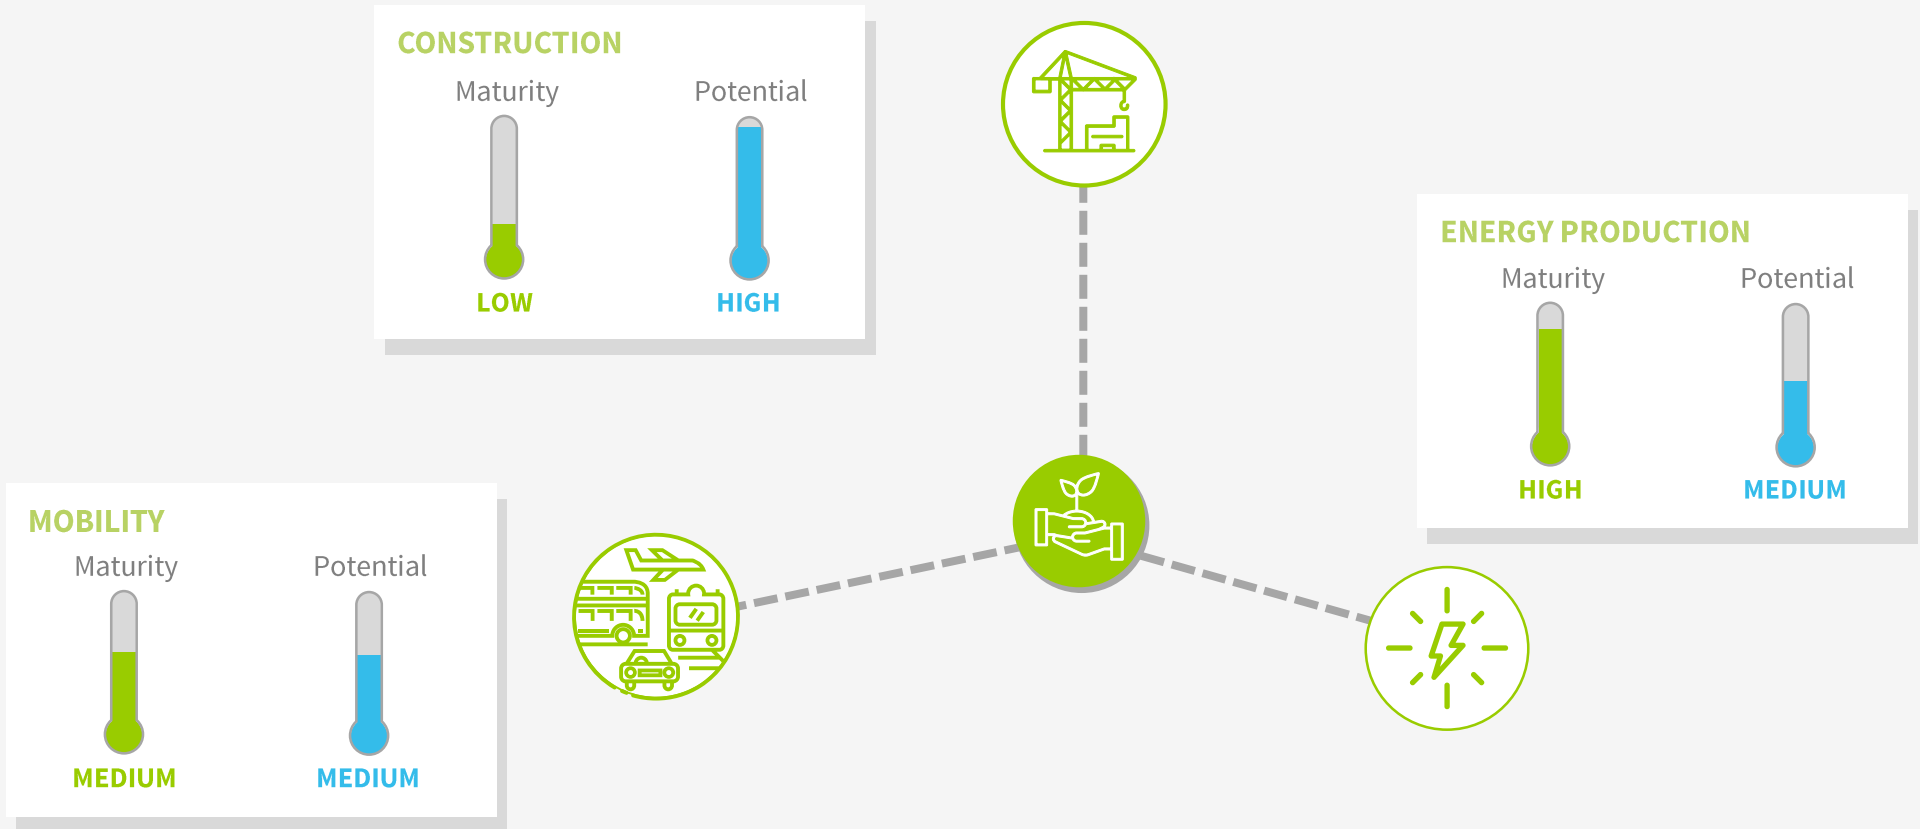 CONSTRUCTION
Maturity Potential
LOW HIGH
ENERGY PRODUCTION
Maturity Potential
HIGH MEDIUM
MOBILITY
Maturity Potential
MEDIUM MEDIUM